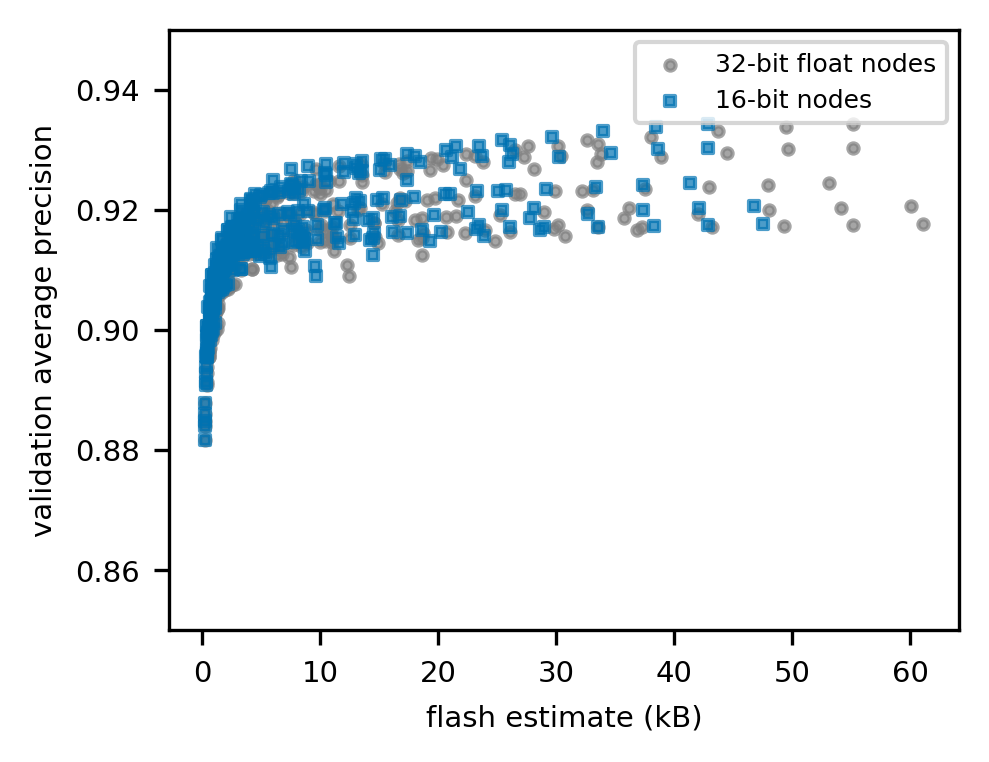 32-bit float nodes
16-bit nodes
0.94
0.92
0.90
0.88
0.86
validation average precision
0 10 20 30 40 50 60
flash estimate (kB)